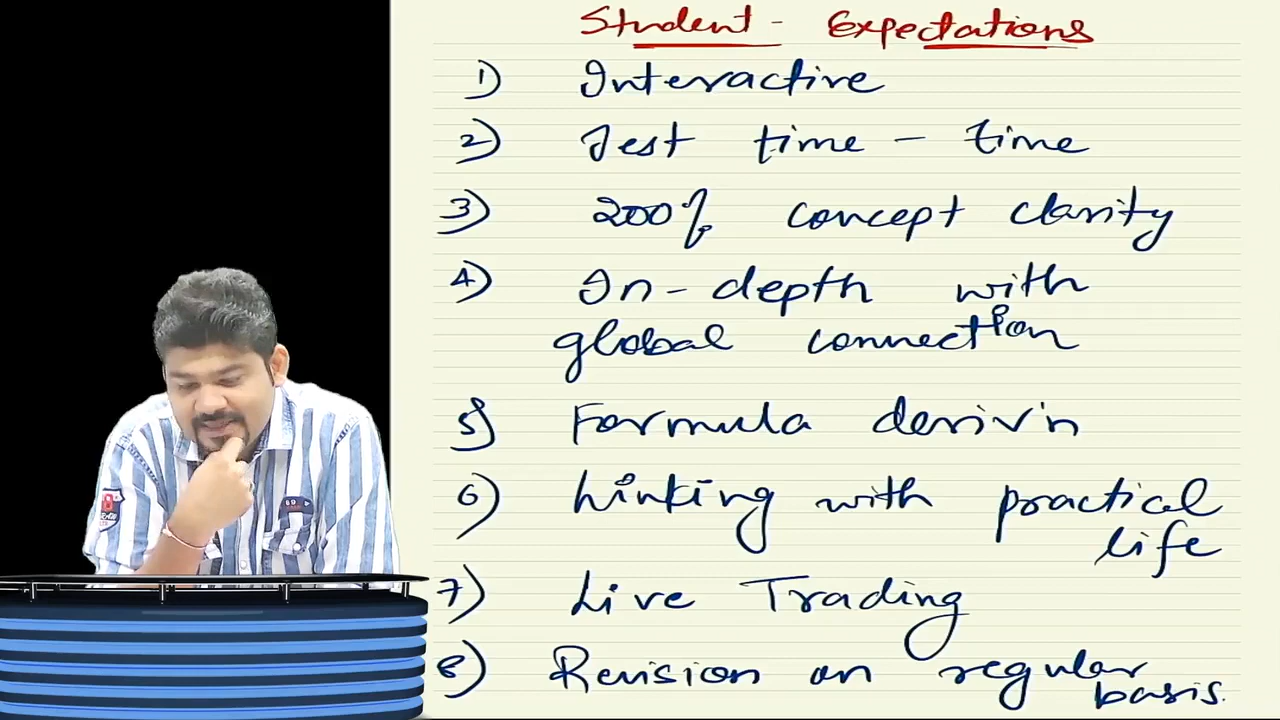 Student - Expectations
1) Interactive
2) Test time - time
3) 200% concept clarity
4) In-depth with
global connection
5) Formula deriv'n
6) Linking with practical
life
7) Live Trading
8) Revision on regular
basis.